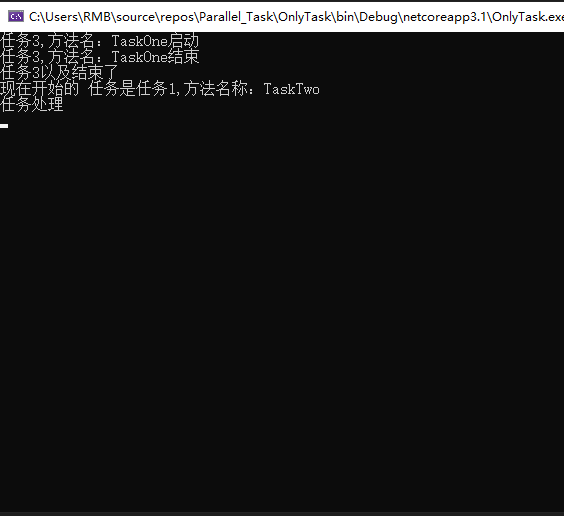 C:\Users\RMB\source\repos\Parallel_Task\OnlyTask\bin\Debug\netcoreapp3.1\OnlyTask.exe
任务3,方法名：TaskOne启动
任务3,方法名：TaskOne结束
任务3以及结束了
现在开始的 任务是任务1,方法名称：TaskTwo
任务处理